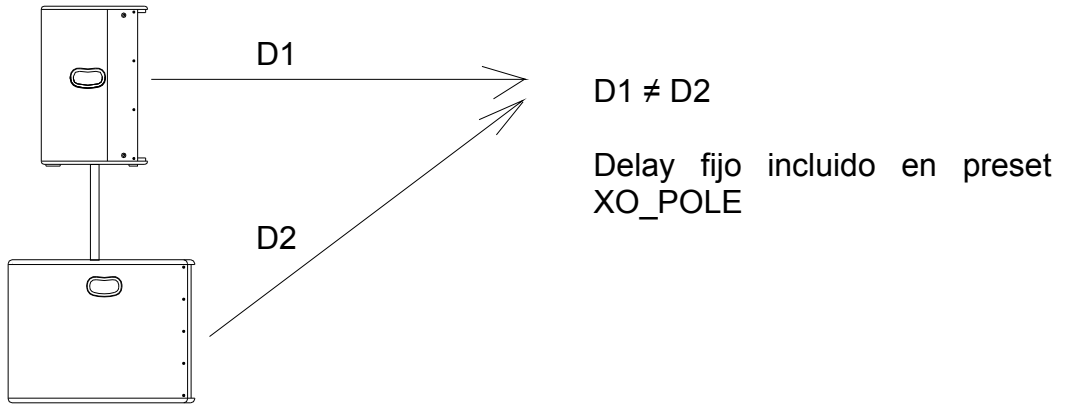 D1
D1 ≠ D2
Delay fijo incluido en preset
XO_POLE
D2